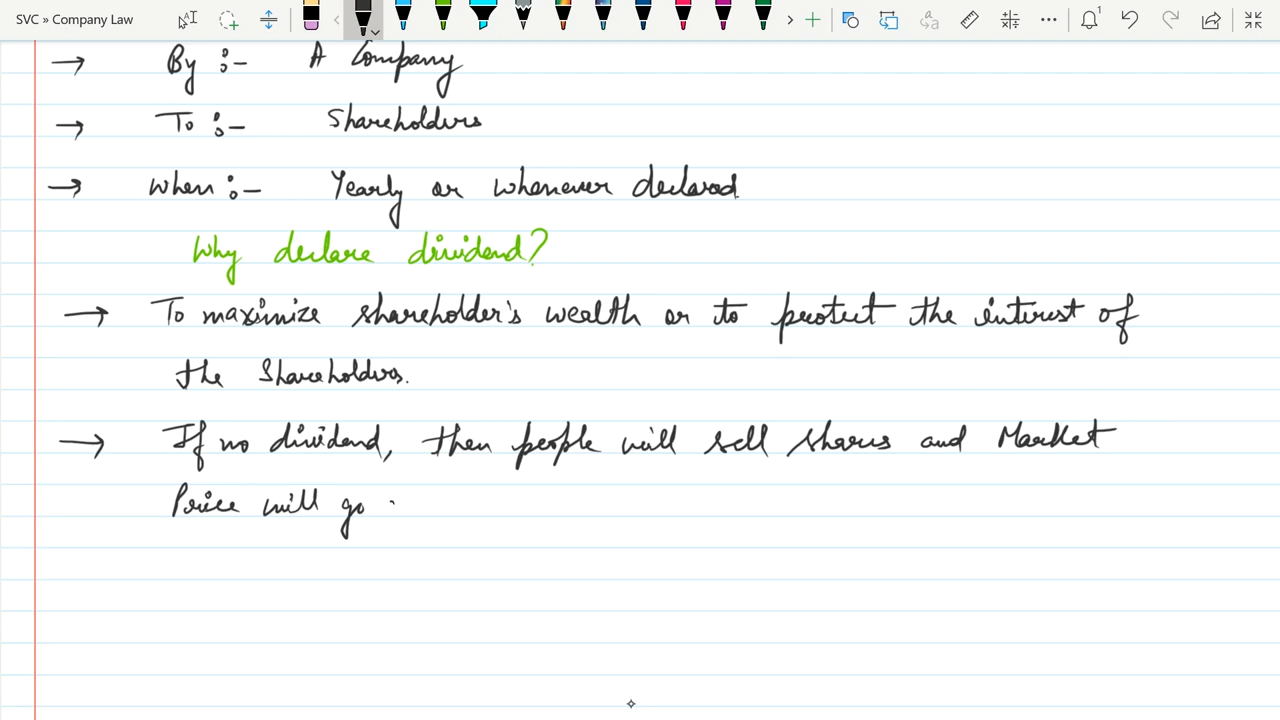 SVC » Company Law
→ By :- A Company
→ To :- Shareholders
→ When :- Yearly or whenever declared
Why declare dividend?
→ To maximize shareholder's wealth or to protect the interest of
the Shareholders.
→ If no dividend, then people will sell shares and Market
Price will go